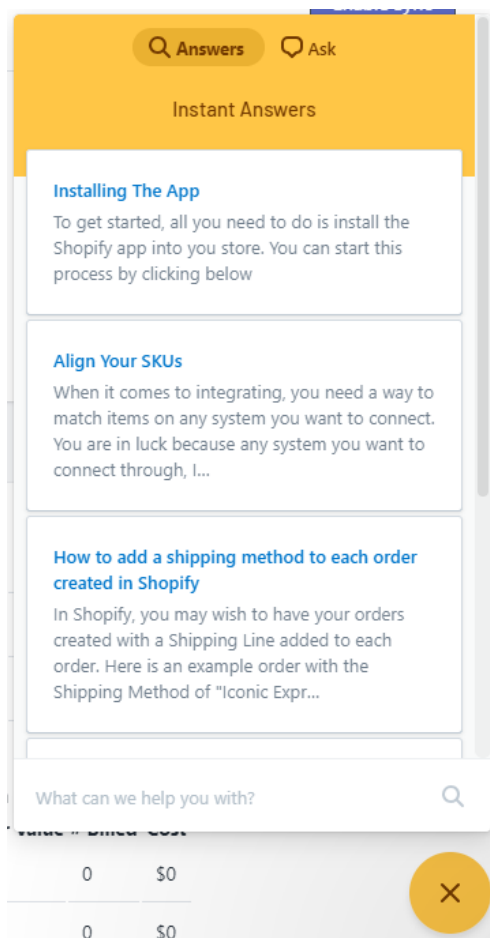 Answers Ask
Instant Answers
Installing The App
To get started, all you need to do is install the
Shopify app into you store. You can start this
process by clicking below
Align Your SKUs
When it comes to integrating, you need a way to
match items on any system you want to connect.
You are in luck because any system you want to
connect through, I...
How to add a shipping method to each order
created in Shopify
In Shopify, you may wish to have your orders
created with a Shipping Line added to each
order. Here is an example order with the
Shipping Method of "Iconic Expr...
What can we help you with?
Value # Billed Cost
0 $0
0 $0